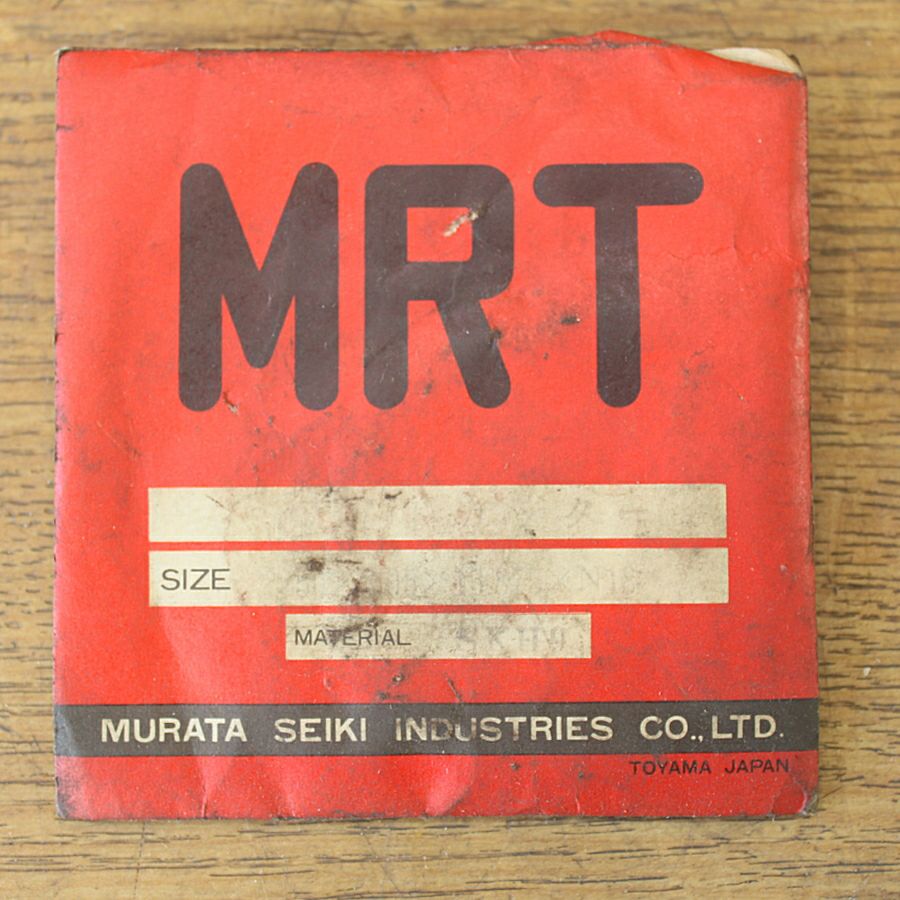 MRT
SIZE
MATERIAL
MURATA SEIKI INDUSTRIES CO., LTD.
TOYAMA JAPAN